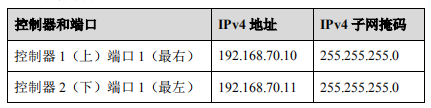 控制器和端口 IPv4 地址 IPv4 子网掩码
控制器 1（上）端口 1（最右） 192.168.70.10 255.255.255.0
控制器 2（下）端口 1（最左） 192.168.70.11 255.255.255.0